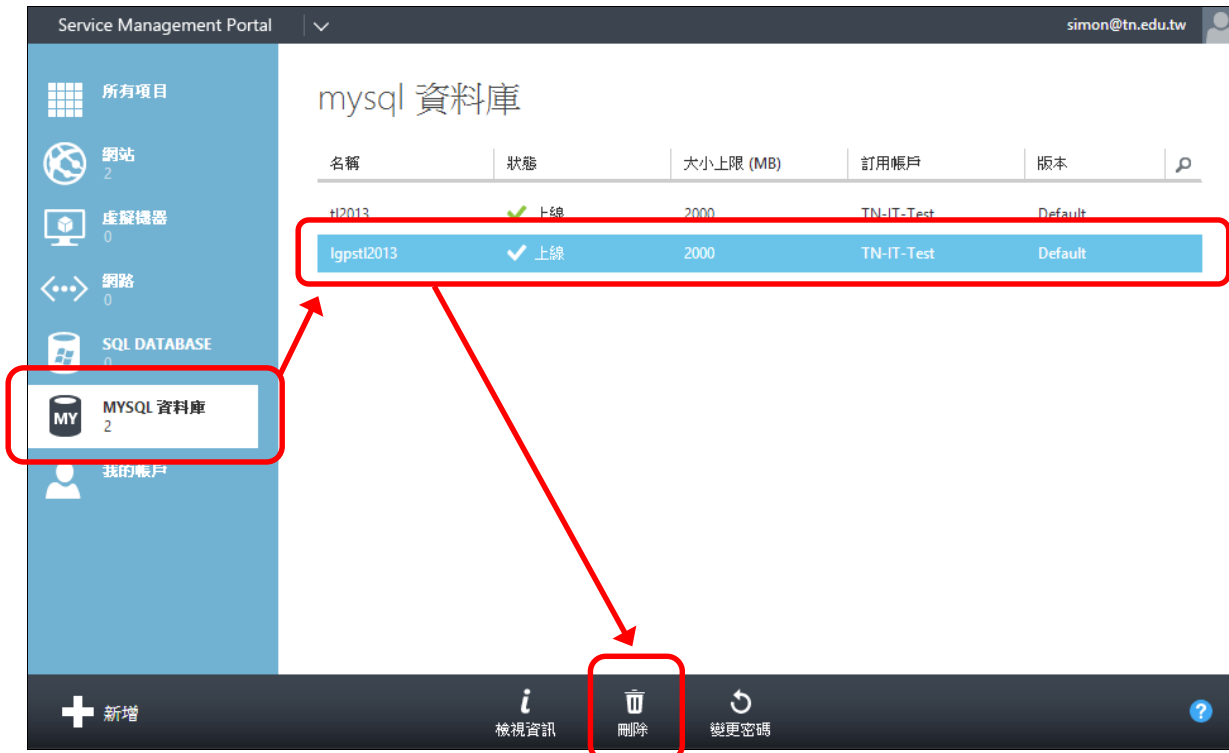 Service Management Portal
simon@tn.edu.tw
所有項目
網站
2
虛擬機器
0
網路
0
SQL DATABASE
0
MY
MYSQL 資料庫
2
我的帳戶
mysql 資料庫
名稱 狀態 大小上限 (MB) 訂用帳戶 版本
tl2013 上線 2000 TN-IT-Test Default
lgpstl2013 上線 2000 TN-IT-Test Default
新增
檢視資訊
刪除
變更密碼
?